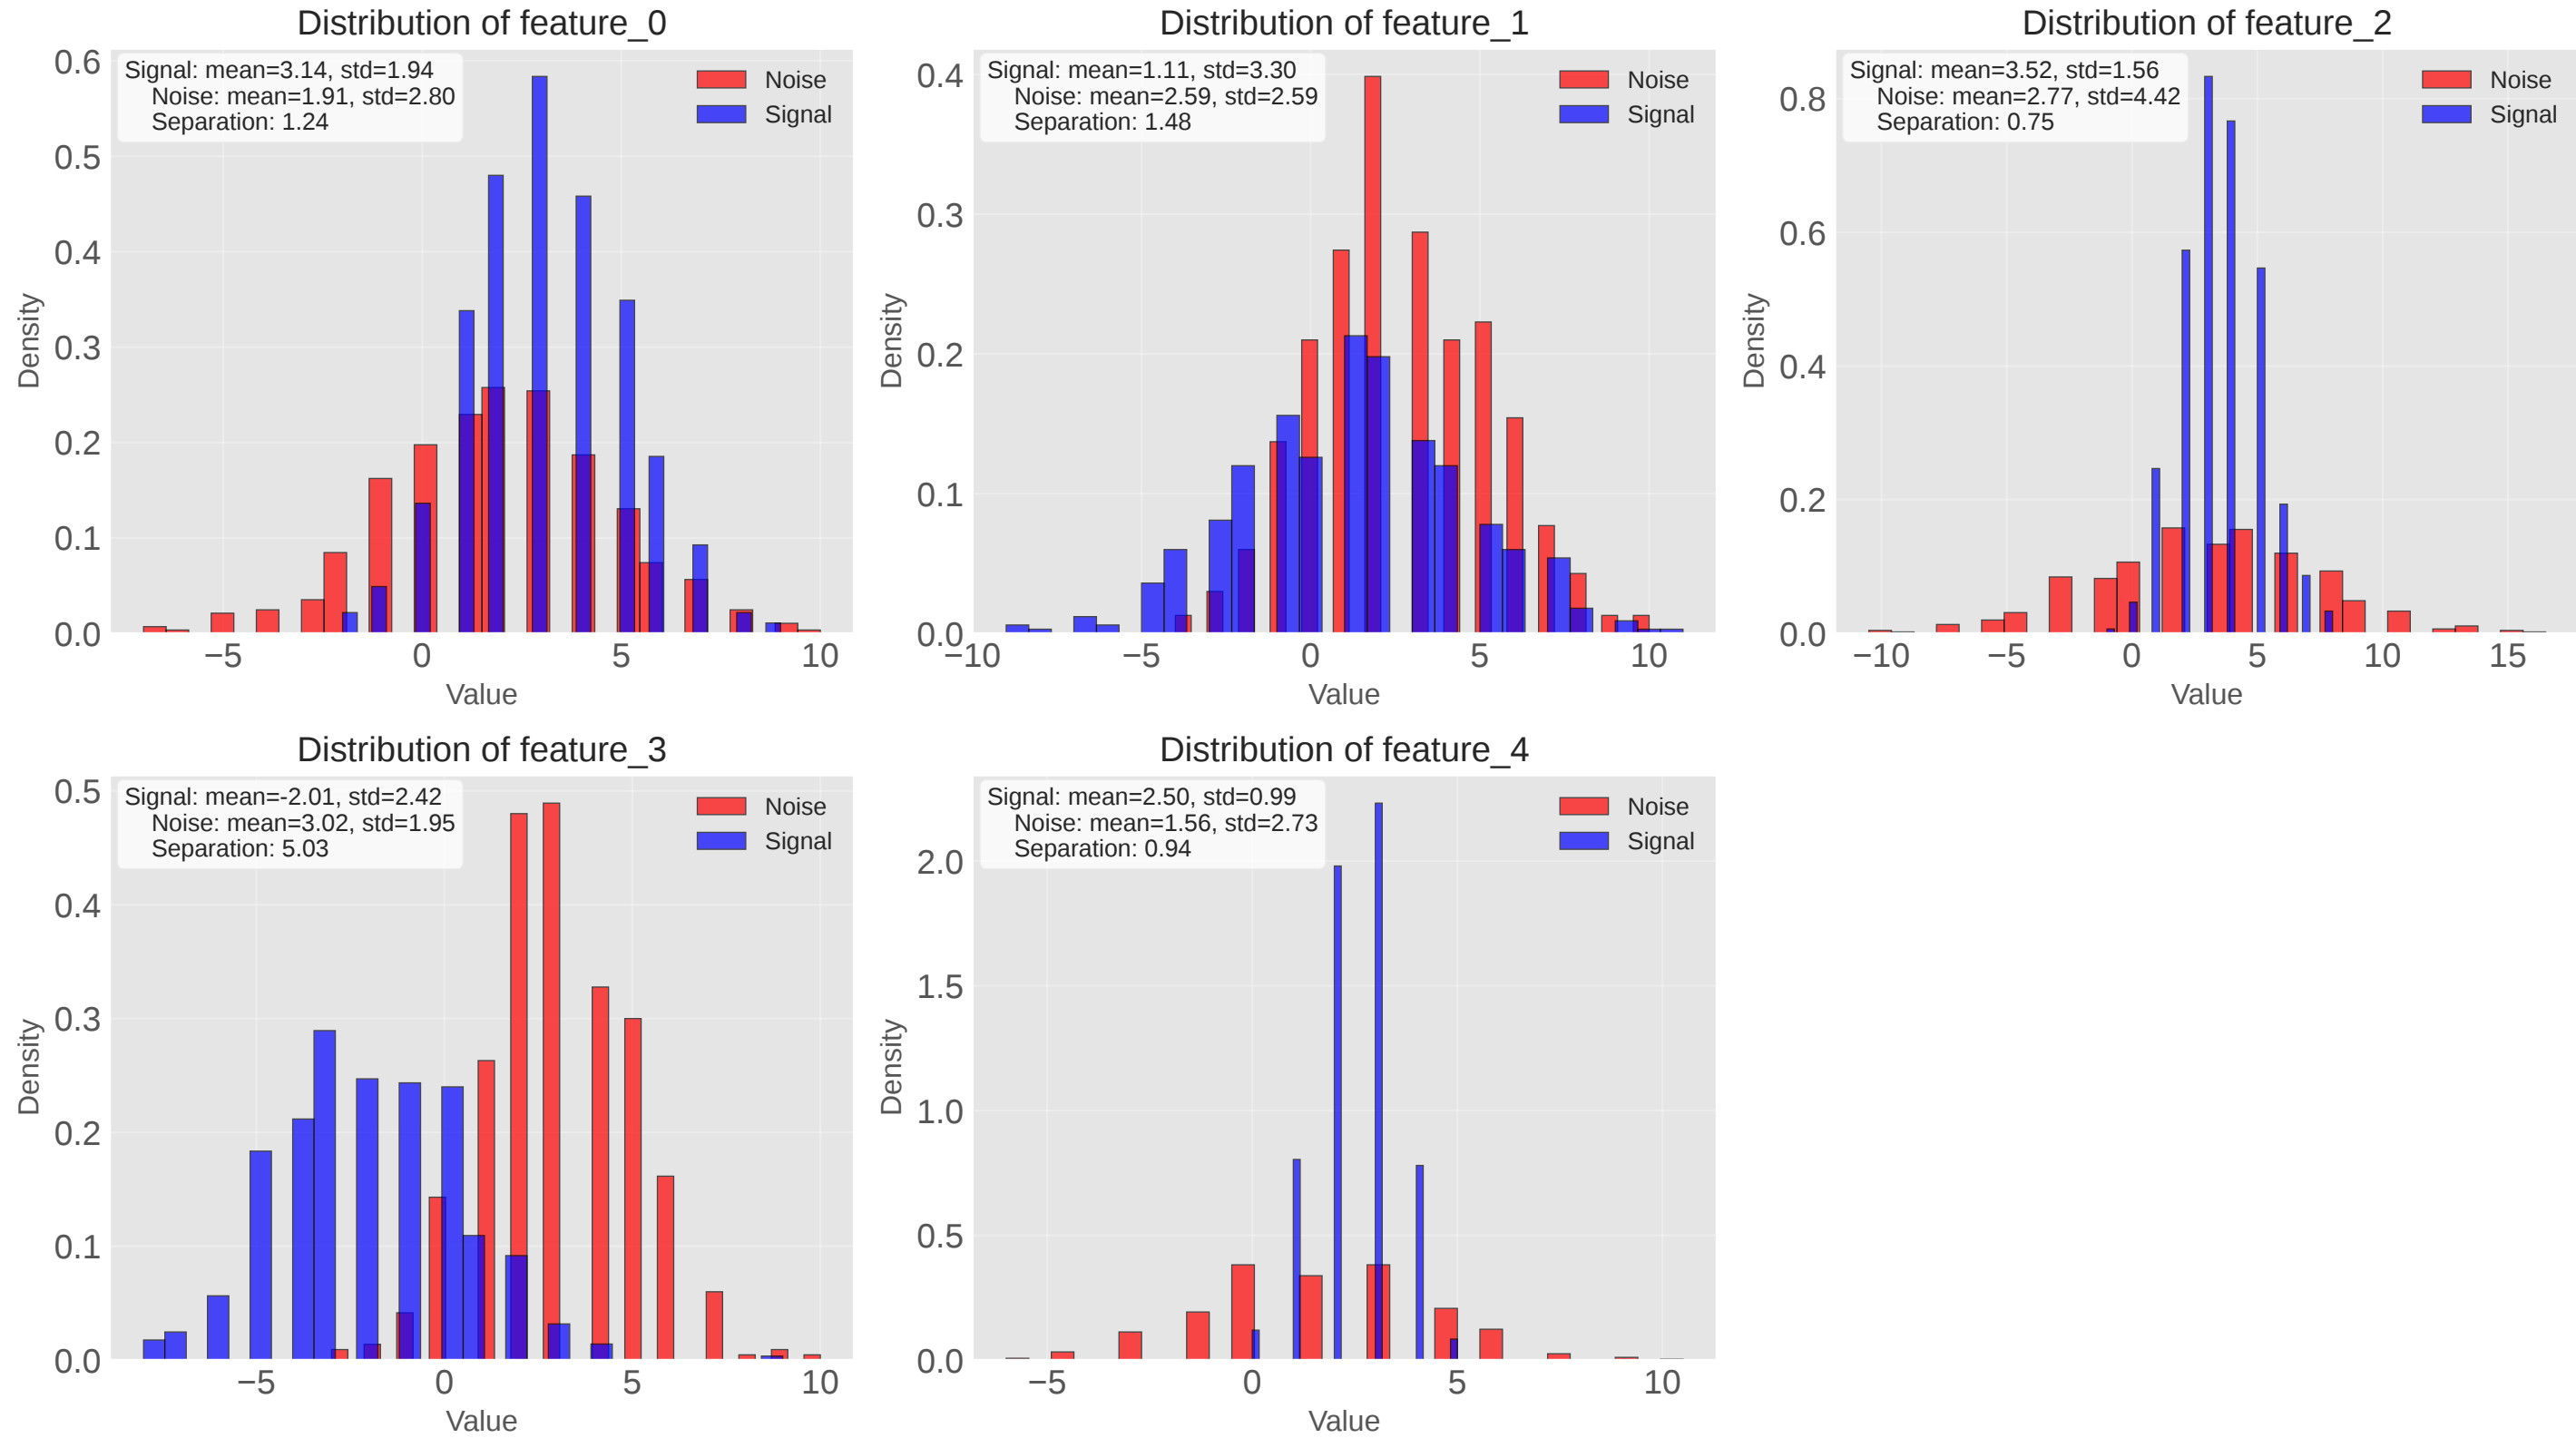 Distribution of feature_0
0.6
0.5
0.4
0.3
0.2
0.1
0.0
Density
Signal: mean=3.14, std=1.94
Noise: mean=1.91, std=2.80
Separation: 1.24
Noise
Signal
−5
0
5
10
Value
Distribution of feature_1
0.4
0.3
0.2
0.1
0.0
Density
Signal: mean=1.11, std=3.30
Noise: mean=2.59, std=2.59
Separation: 1.48
Noise
Signal
−10
−5
0
5
10
Value
Distribution of feature_2
0.8
0.6
0.4
0.2
0.0
Density
Signal: mean=3.52, std=1.56
Noise: mean=2.77, std=4.42
Separation: 0.75
Noise
Signal
−10
−5
0
5
10
15
Value
Distribution of feature_3
0.5
0.4
0.3
0.2
0.1
0.0
Density
Signal: mean=-2.01, std=2.42
Noise: mean=3.02, std=1.95
Separation: 5.03
Noise
Signal
−5
0
5
10
Value
Distribution of feature_4
2.0
1.5
1.0
0.5
0.0
Density
Signal: mean=2.50, std=0.99
Noise: mean=1.56, std=2.73
Separation: 0.94
Noise
Signal
−5
0
5
10
Value